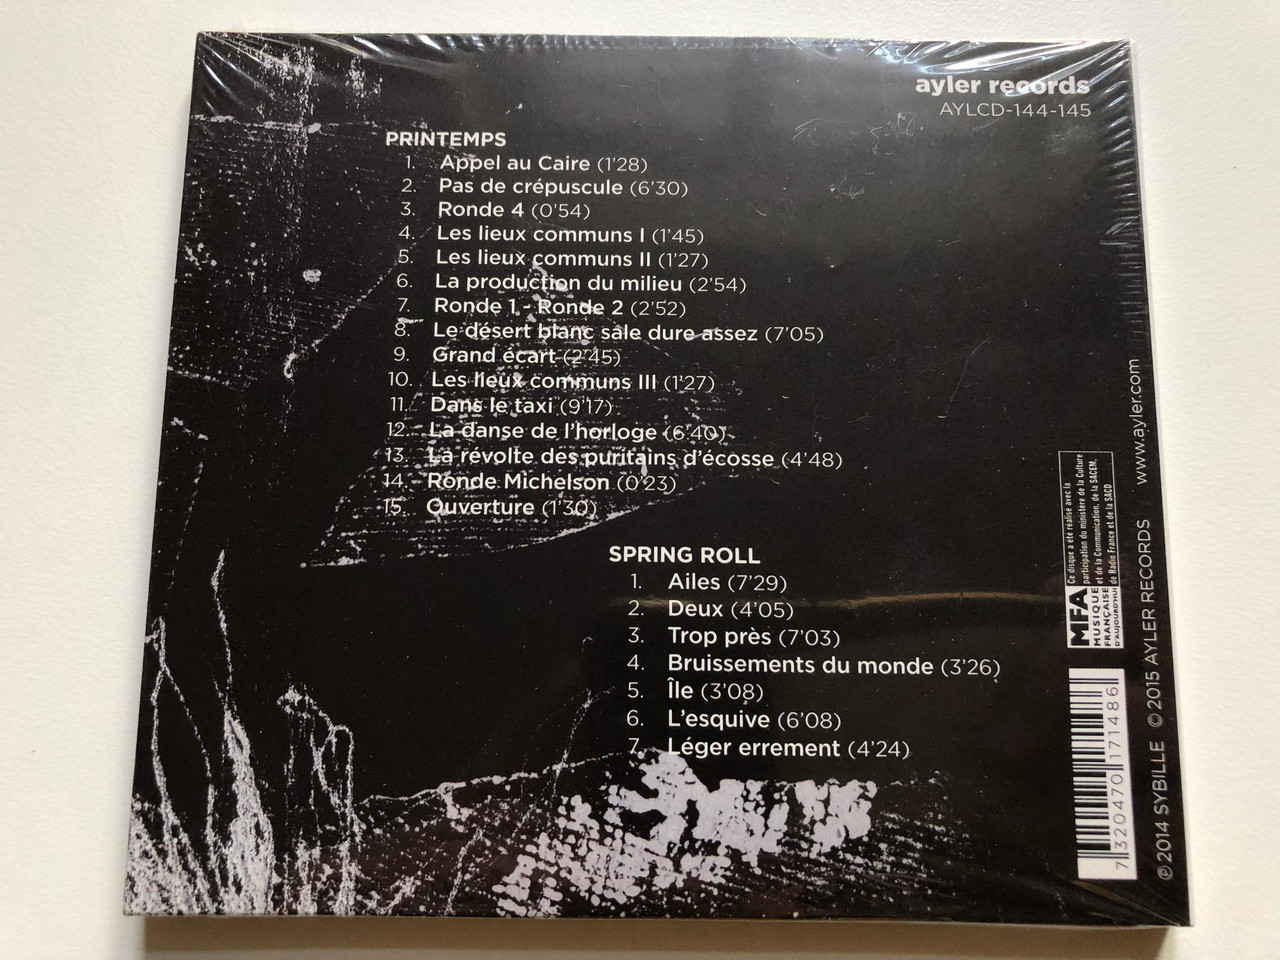 ayler records
AYLCD-144-145
PRINTEMPS
1. Appel au Caire (1'28)
2. Pas de crépuscule (6'30)
3. Ronde 4 (0'54)
4. Les lieux communs I (1'45)
5. Les lieux communs II (1'27)
6. La production du milieu (2'54)
7. Ronde 1 - Ronde 2 (2'52)
8. Le désert blanc sale dure assez (7'05)
9. Grand écart (2'45)
10. Les lieux communs III (1'27)
11. Dans le taxi (9'17)
12. La danse de l'horloge (6'40)
13. La révolte des puritains d'écosse (4'48)
14. Ronde Michelson (0'23)
15. Ouverture (1'30)
SPRING ROLL
1. Ailes (7'29)
2. Deux (4'05)
3. Trop près (7'03)
4. Bruissements du monde (3'26)
5. Île (3'08)
6. L'esquive (6'08)
7. Léger errement (4'24)
MFA
MUSIQUE
FRANÇAISE
D'AUJOURD'HUI
Ce disque a été réalisé avec la
participation du ministère de la Culture
et de la Communication, de la SACEM,
de Radio France et de la SACD
7 320470 171486
℗2014 SYBILLE ©2015 AYLER RECORDS www.ayler.com